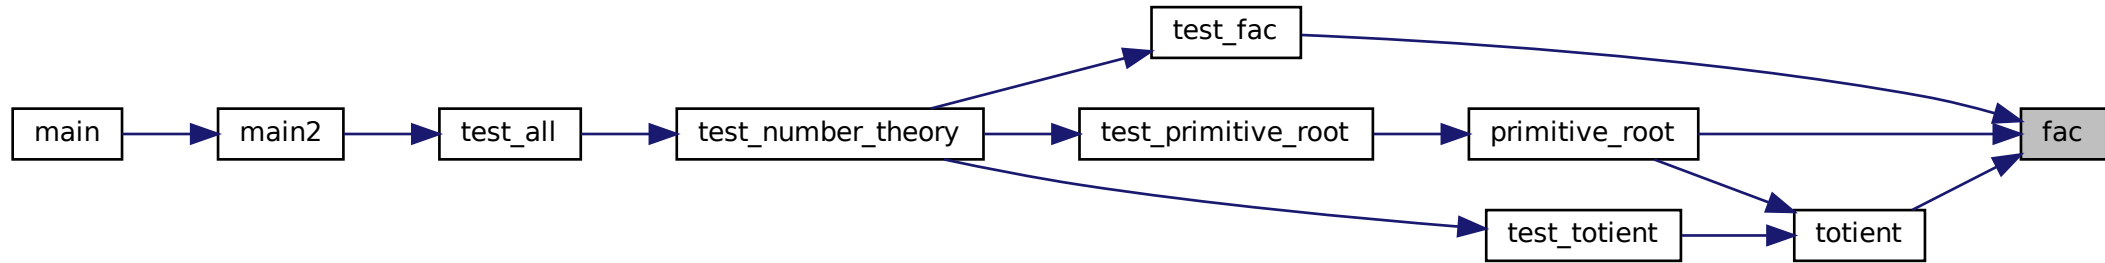 test_fac
main
main2
test_all
test_number_theory
test_primitive_root
primitive_root
fac
test_totient
totient